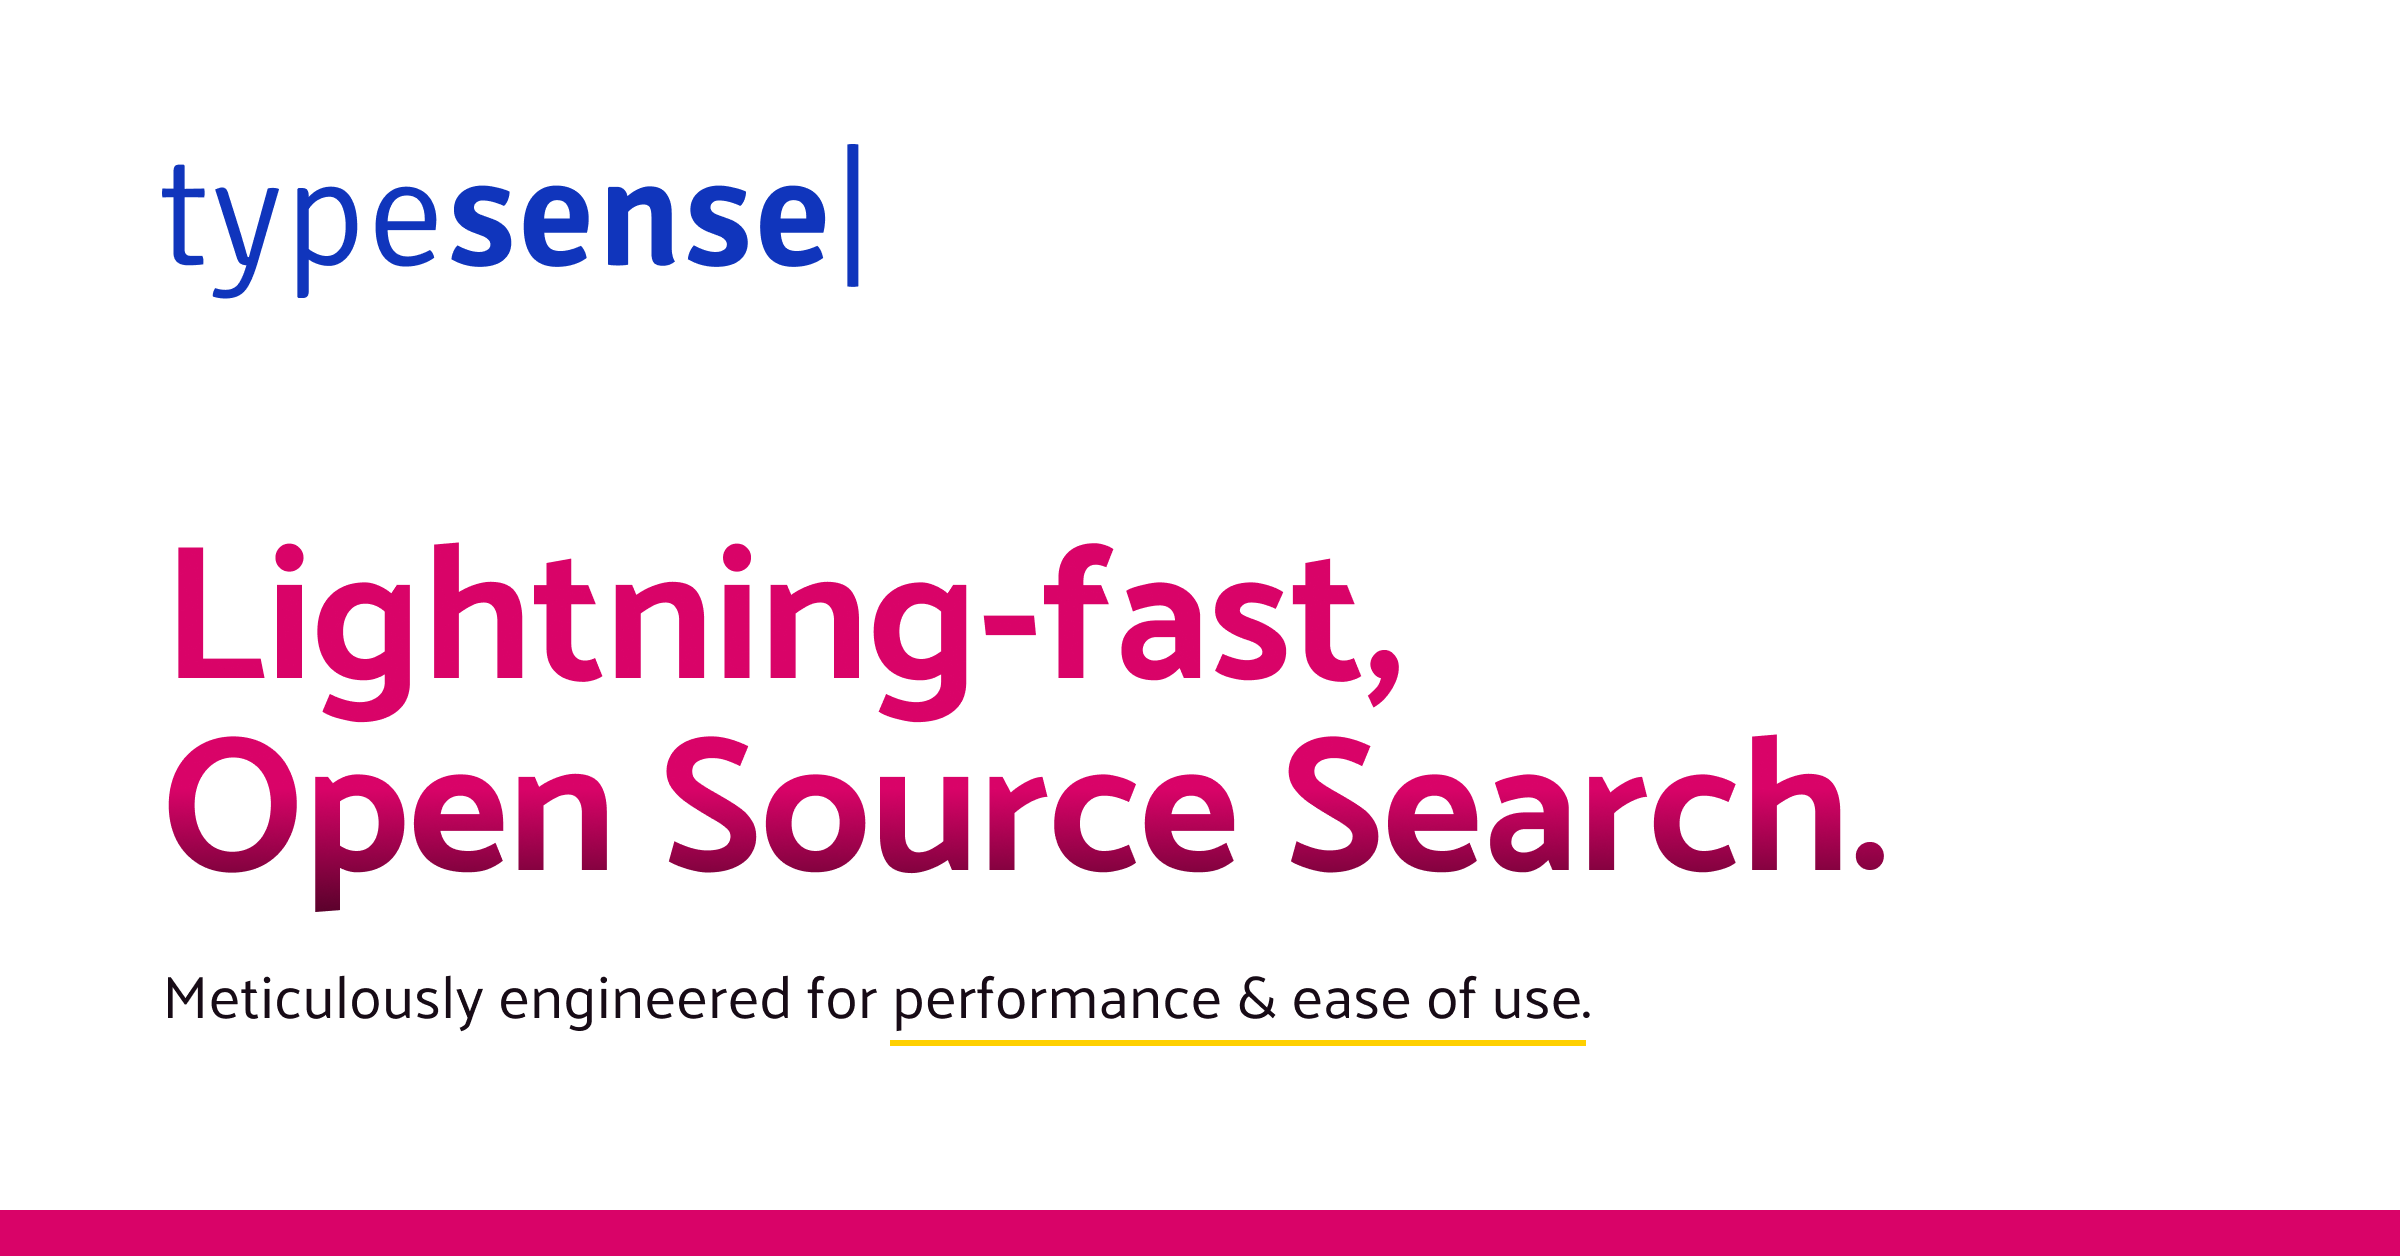 typesense
Lightning-fast,
Open Source Search.
Meticulously engineered for performance & ease of use.